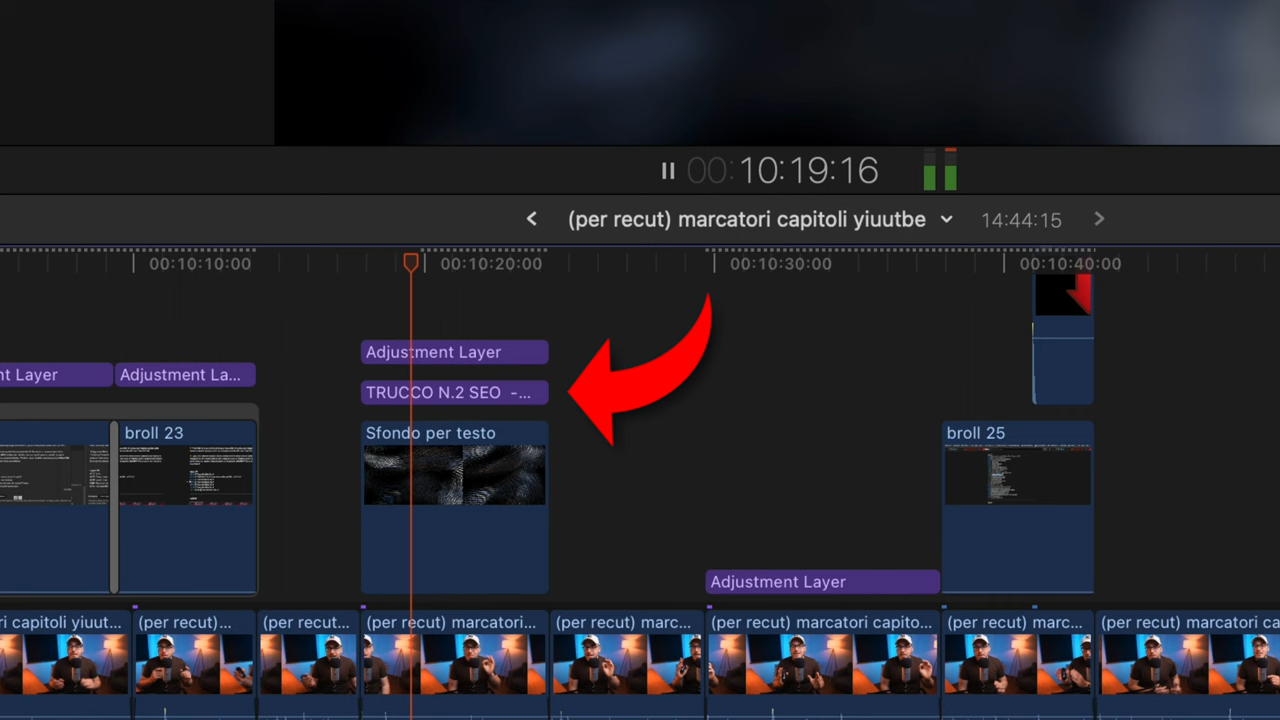 00:10:19:16
(per recut) marcatori capitoli yiuutbe
14:44:15
00:10:10:00
00:10:20:00
00:10:30:00
00:10:40:00
Adjustment Layer
nt Layer
Adjustment La...
TRUCCO N.2 SEO -...
broll 23
Sfondo per testo
broll 25
Adjustment Layer
ri capitoli yiuut...
(per recut)...
(per recut...
(per recut) marcatori...
(per recut) marc...
(per recut) marcatori capito...
(per recut) marc...
(per recut) marcatori capitoli